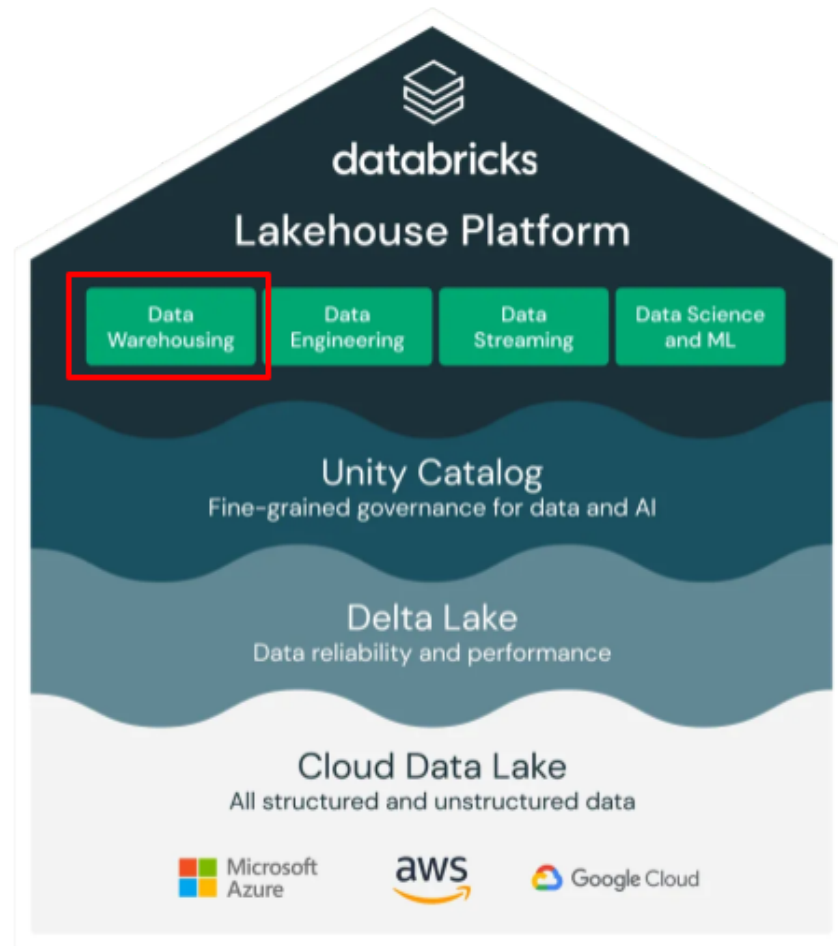 databricks
Lakehouse Platform
Data
Warehousing
Data
Engineering
Data
Streaming
Data Science
and ML
Unity Catalog
Fine-grained governance for data and AI
Delta Lake
Data reliability and performance
Cloud Data Lake
All structured and unstructured data
Microsoft
Azure
aws
Google Cloud